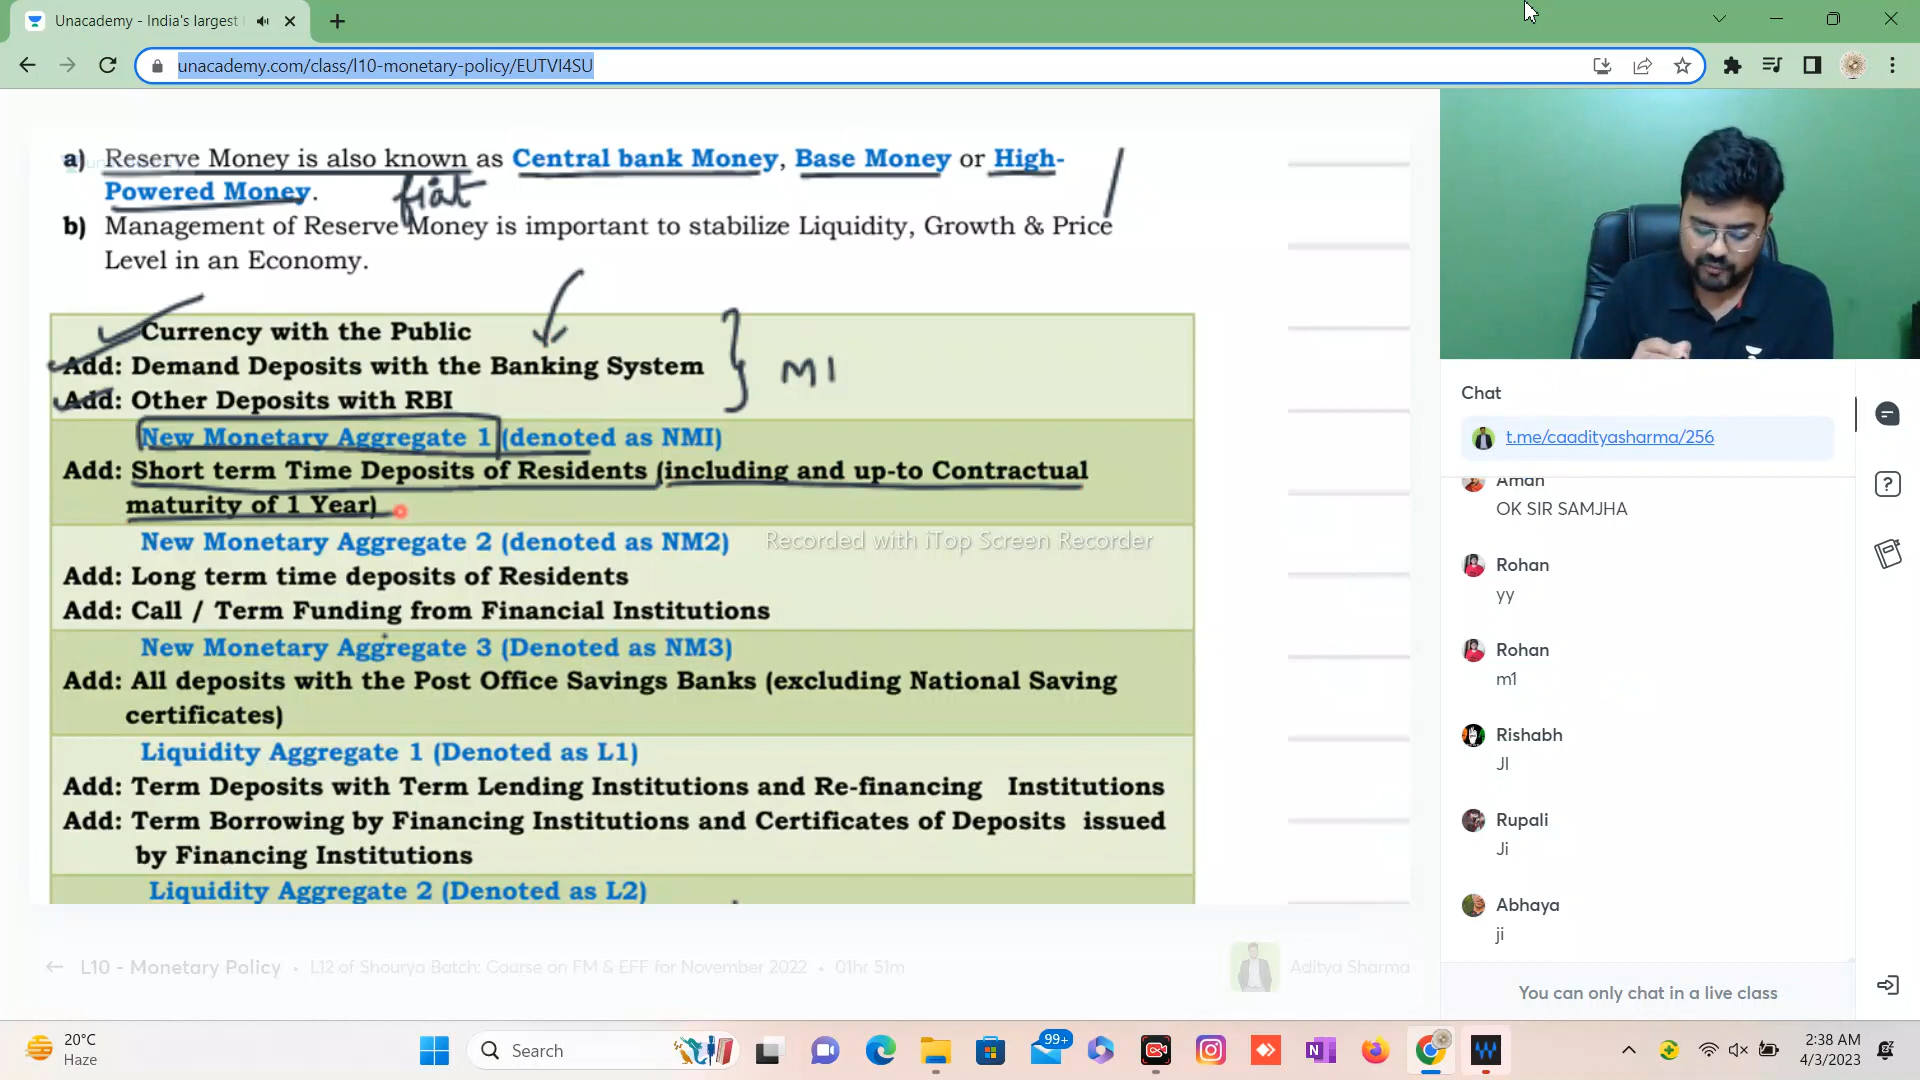 Unacademy - India's largest
unacademy.com/class/l10-monetary-policy/EUTVI4SU
a) Reserve Money is also known as Central bank Money, Base Money or High-
Powered Money.
fiat
b) Management of Reserve Money is important to stabilize Liquidity, Growth & Price
Level in an Economy.
Currency with the Public
Add: Demand Deposits with the Banking System
M1
Add: Other Deposits with RBI
New Monetary Aggregate 1 (denoted as NMI)
Add: Short term Time Deposits of Residents (including and up-to Contractual
maturity of 1 Year)
New Monetary Aggregate 2 (denoted as NM2)
Recorded with iTop Screen Recorder
Add: Long term time deposits of Residents
Add: Call / Term Funding from Financial Institutions
New Monetary Aggregate 3 (Denoted as NM3)
Add: All deposits with the Post Office Savings Banks (excluding National Saving
certificates)
Liquidity Aggregate 1 (Denoted as L1)
Add: Term Deposits with Term Lending Institutions and Re-financing Institutions
Add: Term Borrowing by Financing Institutions and Certificates of Deposits issued
by Financing Institutions
Liquidity Aggregate 2 (Denoted as L2)
L10 - Monetary Policy • L12 of Shourya Batch: Course on FM & EFF for November 2022 • 01hr 51m
Aditya Sharma
Chat
t.me/caadityasharma/256
Aman
OK SIR SAMJHA
Rohan
yy
Rohan
m1
Rishabh
JI
Rupali
Ji
Abhaya
ji
You can only chat in a live class
20°C
Haze
Search
99+
2:38 AM
4/3/2023